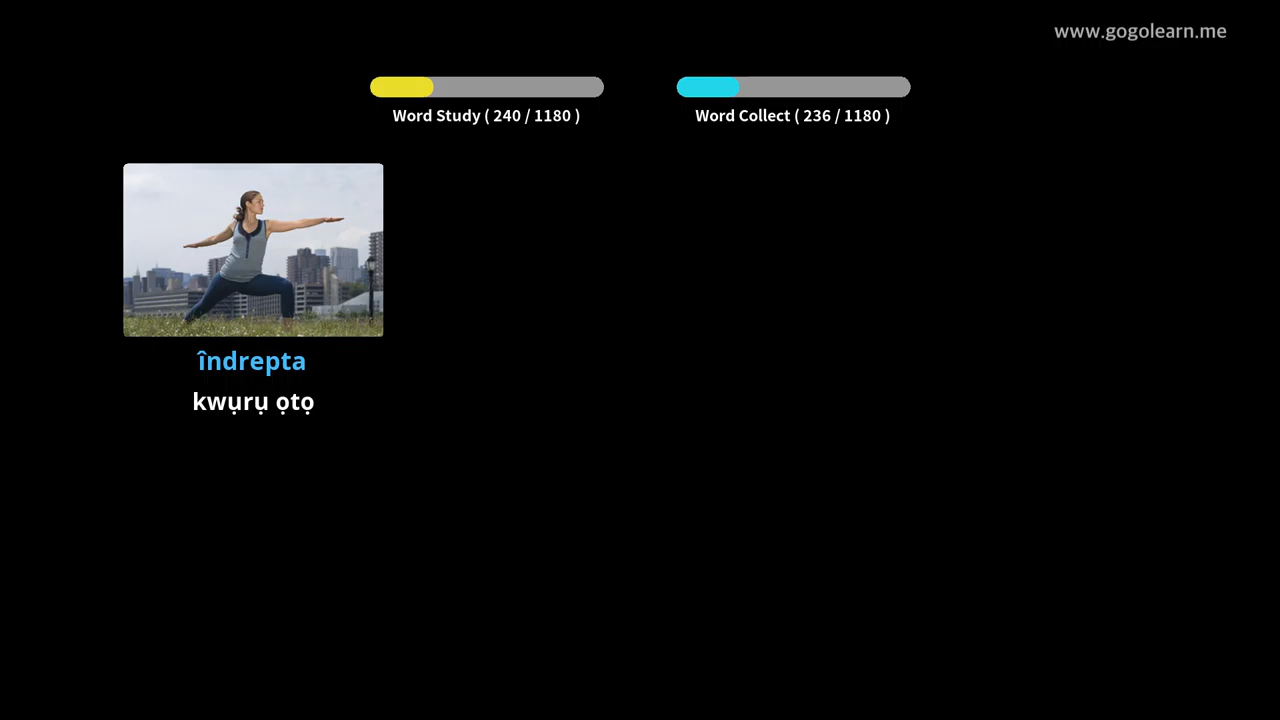 www.gogolearn.me
Word Study ( 240 / 1180 )
Word Collect ( 236 / 1180 )
îndrepta
kwụrụ ọtọ